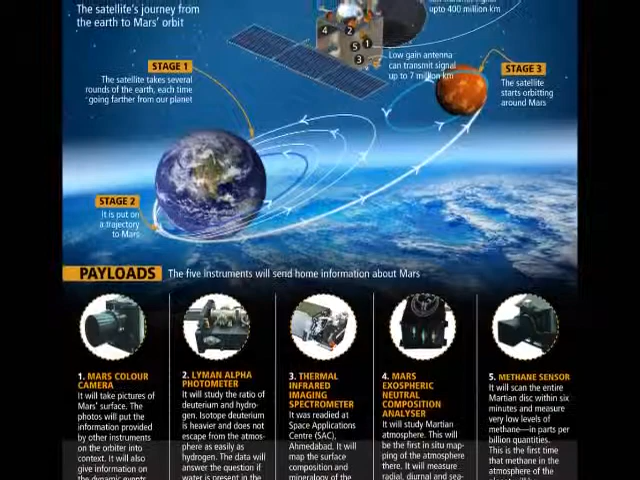 The satellite's journey from
the earth to Mars' orbit
upto 400 million km
4
2
5
1
3
Low gain antenna
can transmit signal
up to 7 million km
STAGE 1
The satellite takes several
rounds of the earth, each time
going farther from our planet
STAGE 3
The satellite
starts orbiting
around Mars
STAGE 2
It is put on
a trajectory
to Mars
PAYLOADS The five instruments will send home information about Mars
1. MARS COLOUR
CAMERA
It will take pictures of
Mars' surface. The
photos will put the
information provided
by other instruments
on the orbiter into
context. It will also
give information on
the dynamic events
2. LYMAN ALPHA
PHOTOMETER
It will study the ratio of
deuterium and hydro-
gen. Isotope deuterium
is heavier and does not
escape from the atmos-
phere as easily as
hydrogen. The data will
answer the question if
water is present in the
3. THERMAL
INFRARED
IMAGING
SPECTROMETER
It was readied at
Space Applications
Centre (SAC),
Ahmedabad. It will
map the surface
composition and
mineralogy of the
4. MARS
EXOSPHERIC
NEUTRAL
COMPOSITION
ANALYSER
It will study Martian
atmosphere. This will
be the first in situ map-
ping of the atmosphere
there. It will measure
radial, diurnal and sea-
5. METHANE SENSOR
It will scan the entire
Martian disc within six
minutes and measure
very low levels of
methane—in parts per
billion quantities.
This is the first time
that methane in the
atmosphere of the